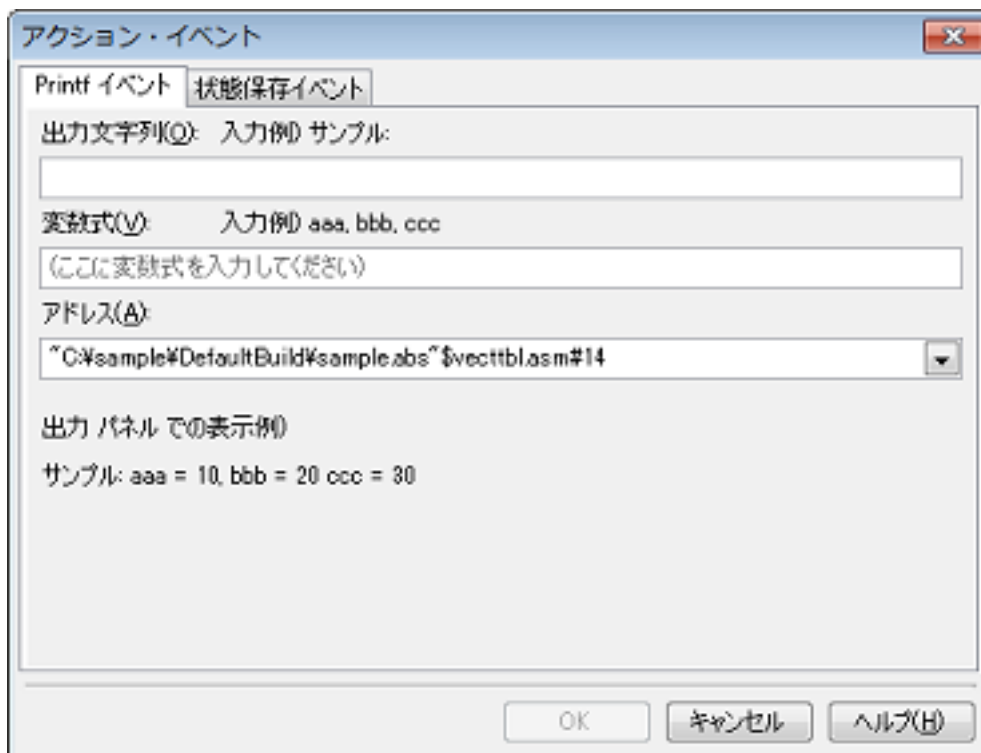 アクション・イベント
Printf イベント 状態保存イベント
出力文字列(O): 入力例) サンプル:
変数式(V): 入力例) aaa, bbb, ccc
(ここに変数式を入力してください)
アドレス(A):
"C:¥sample¥DefaultBuild¥sample.abs"$vecttbl.asm#14
出力 パネル での表示例)
サンプル: aaa = 10, bbb = 20 ccc = 30
OK キャンセル ヘルプ(H)